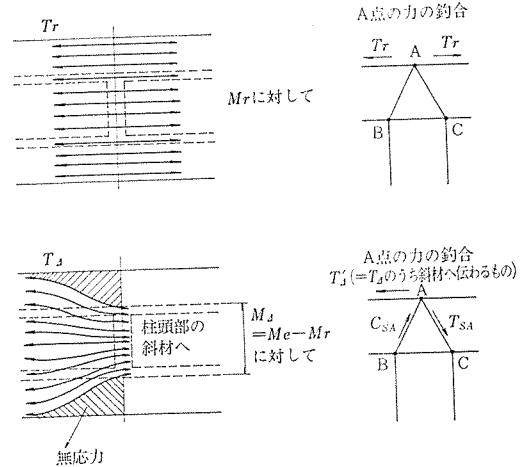 Tr
Mrに対して
A点の力の釣合
Tr
A
Tr
B
C
TΔ
柱頭部の
斜材へ
MΔ
=Me−Mr
に対して
無応力
A点の力の釣合
T'Δ(=TΔのうち斜材へ伝わるもの)
A
CSA
TSA
B
C